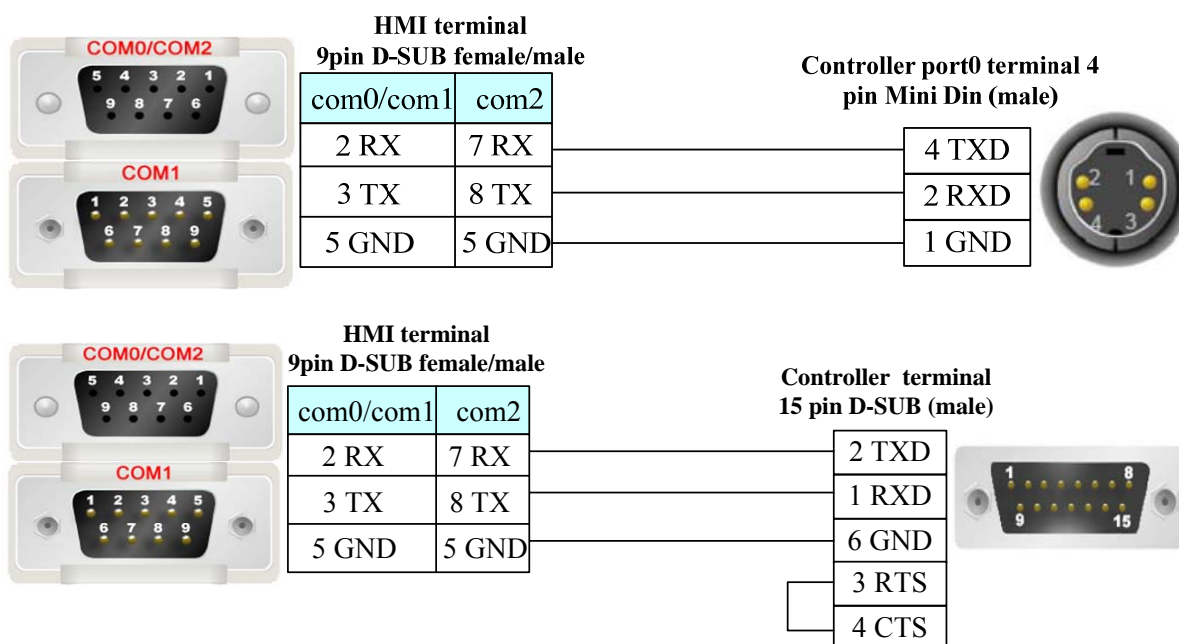 HMI terminal
9pin D-SUB female/male
Controller port0 terminal 4
pin Mini Din (male)
COM0/COM2
5 4 3 2 1
9 8 7 6
COM1
1 2 3 4 5
6 7 8 9
com0/com1 com2
2 RX 7 RX
3 TX 8 TX
5 GND 5 GND
4 TXD
2 RXD
1 GND
2 1
4 3
HMI terminal
9pin D-SUB female/male
Controller terminal
15 pin D-SUB (male)
COM0/COM2
5 4 3 2 1
9 8 7 6
COM1
1 2 3 4 5
6 7 8 9
com0/com1 com2
2 RX 7 RX
3 TX 8 TX
5 GND 5 GND
2 TXD
1 RXD
6 GND
3 RTS
4 CTS
1 8
9 15